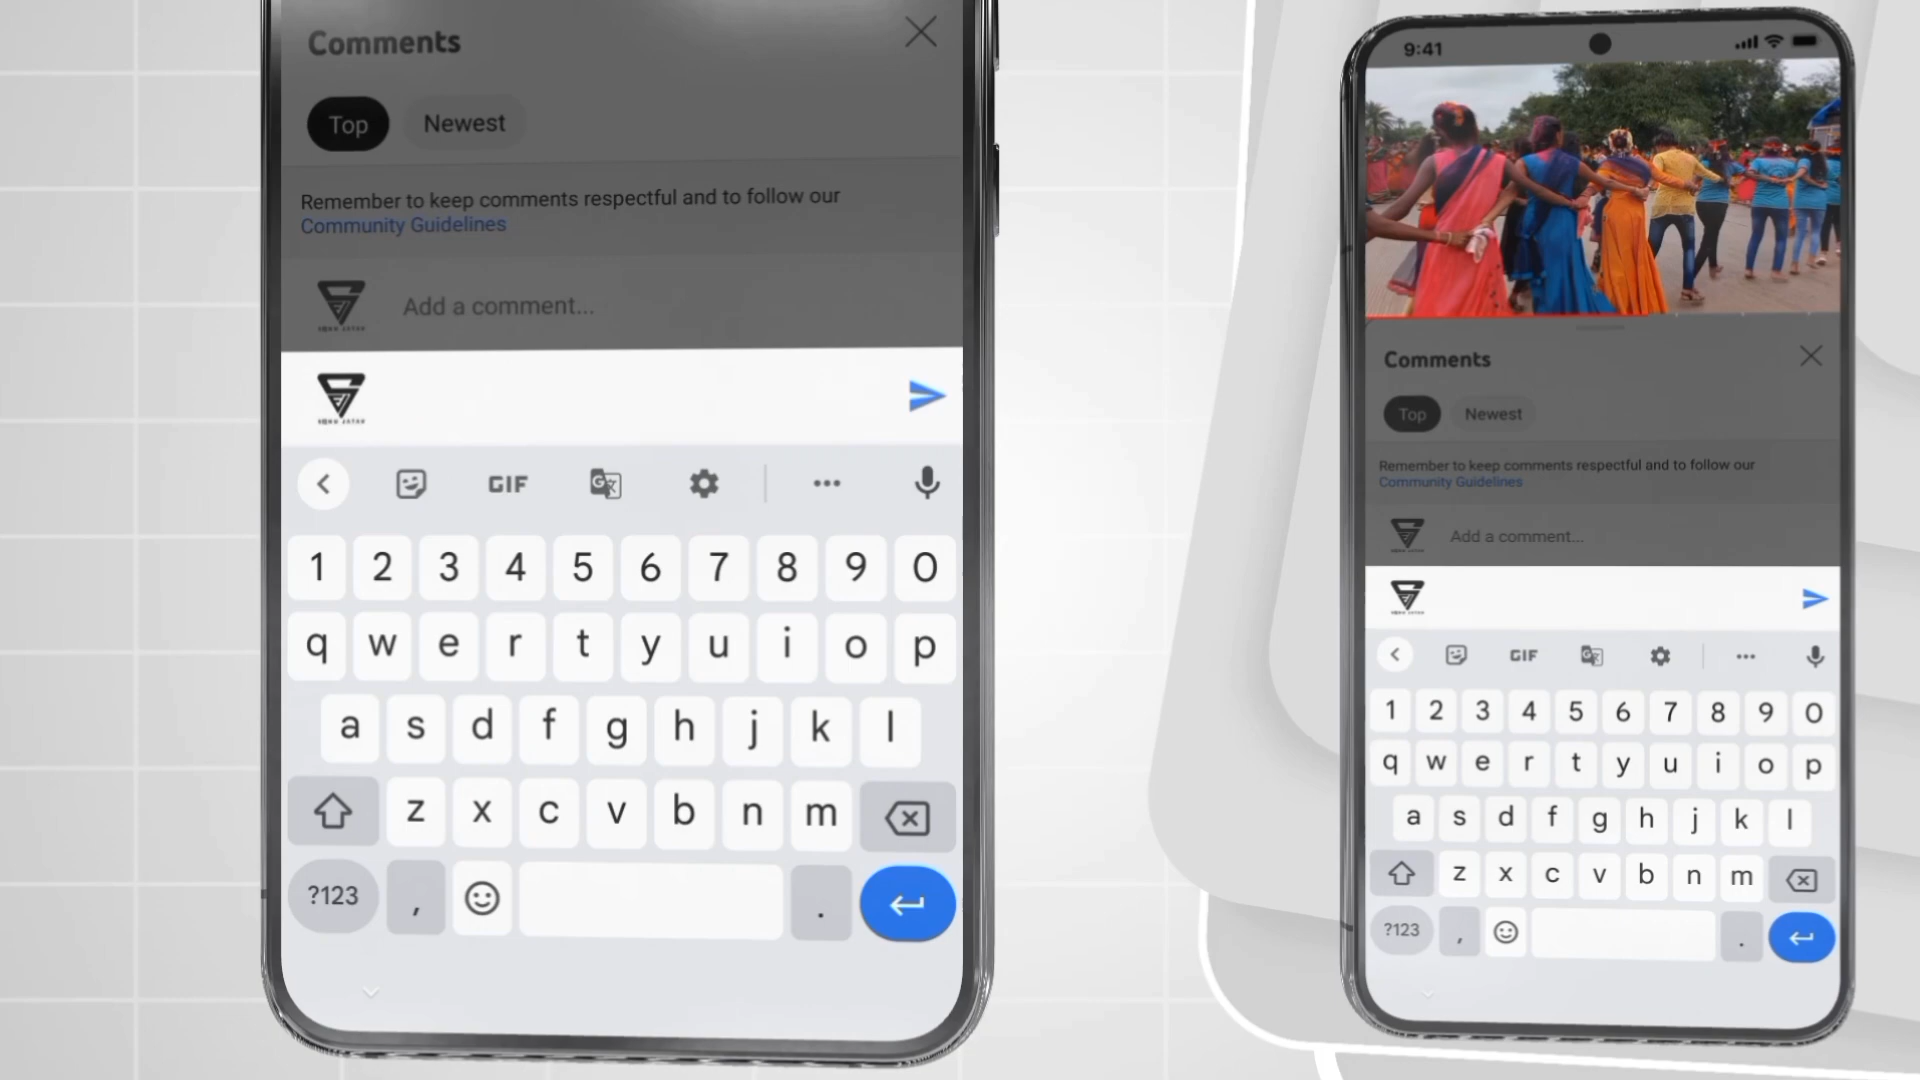 Comments
Top
Newest
Remember to keep comments respectful and to follow our
Community Guidelines
Add a comment...
GIF
1 2 3 4 5 6 7 8 9 0
q w e r t y u i o p
a s d f g h j k l
z x c v b n m
?123 , .
9:41
Comments
Top
Newest
Remember to keep comments respectful and to follow our
Community Guidelines
Add a comment...
GIF
1 2 3 4 5 6 7 8 9 0
q w e r t y u i o p
a s d f g h j k l
z x c v b n m
?123 , .